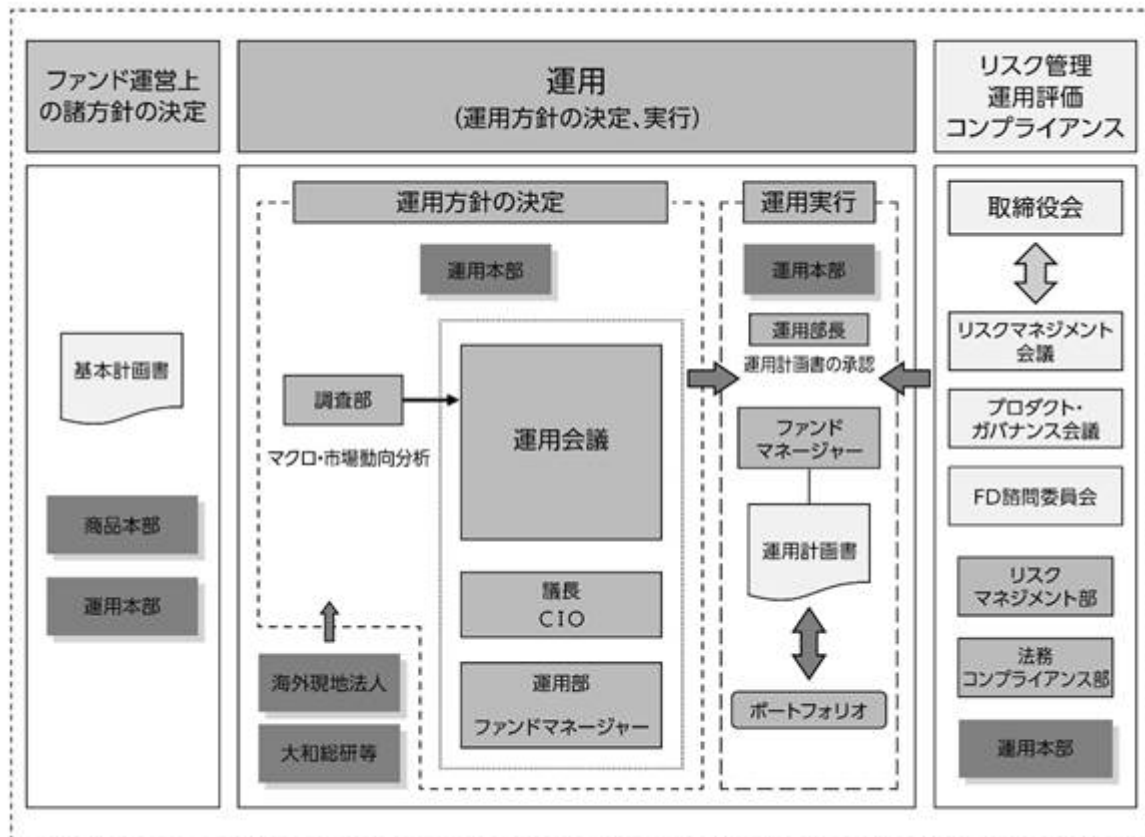 ファンド運営上
の諸方針の決定
運用
(運用方針の決定、実行)
リスク管理
運用評価
コンプライアンス
基本計画書
商品本部
運用本部
運用方針の決定
運用本部
調査部
マクロ・市場動向分析
運用会議
議長
CIO
運用部
ファンドマネージャー
海外現地法人
大和総研等
運用実行
運用本部
運用部長
運用計画書の承認
ファンド
マネージャー
運用計画書
ポートフォリオ
取締役会
リスクマネジメント
会議
プロダクト・
ガバナンス会議
FD諮問委員会
リスク
マネジメント部
法務
コンプライアンス部
運用本部